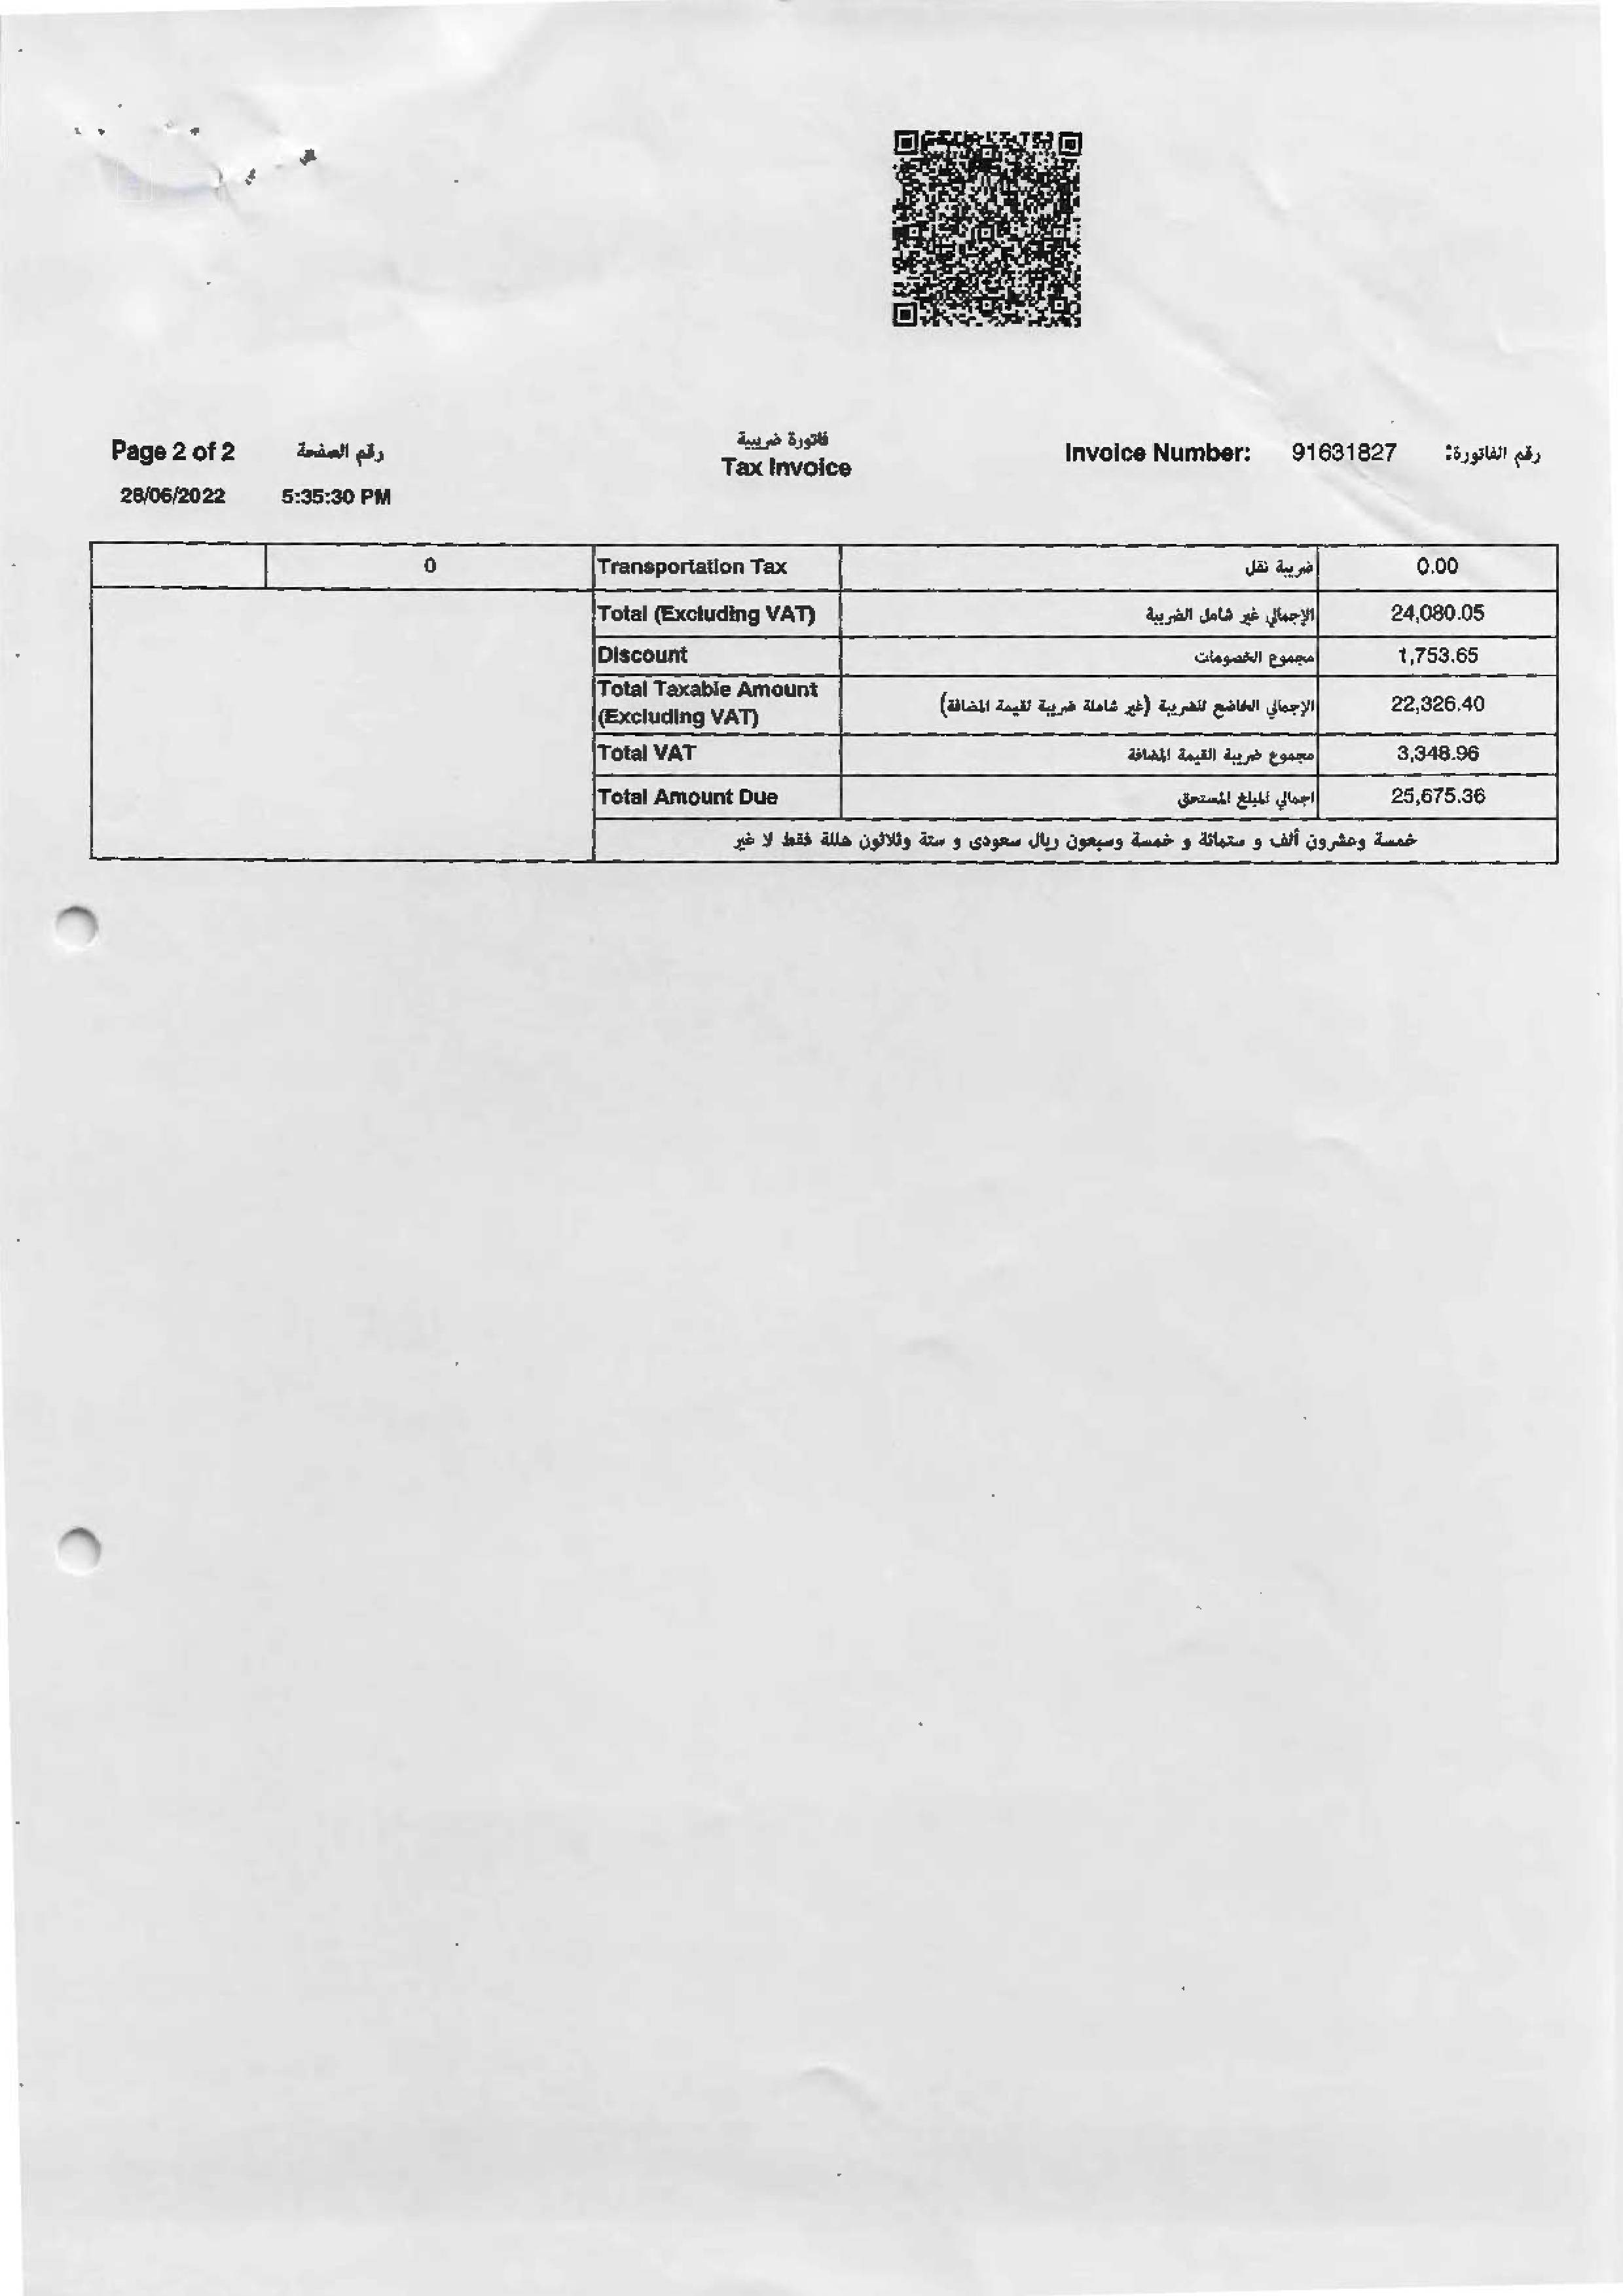 Page 2 of 2 رقم الصفحة
فاتورة ضريبية
Tax Invoice
Invoice Number: 91631827 رقم الفاتورة:
28/06/2022 5:35:30 PM
0 Transportation Tax ضريبة نقل 0.00
Total (Excluding VAT) الإجمالي غير شامل الضريبة 24,080.05
Discount مجموع الخصومات 1,753.65
Total Taxable Amount
(Excluding VAT) الإجمالي الخاضع للضريبة (غير شاملة ضريبة لقيمة المضافة) 22,326.40
Total VAT مجموع ضريبة القيمة المضافة 3,348.96
Total Amount Due اجمالي المبلغ المستحق 25,675.36
خمسة وعشرون ألف و ستمائة و خمسة وسبعون ريال سعودى و ستة وثلاثون هللة فقط لا غير